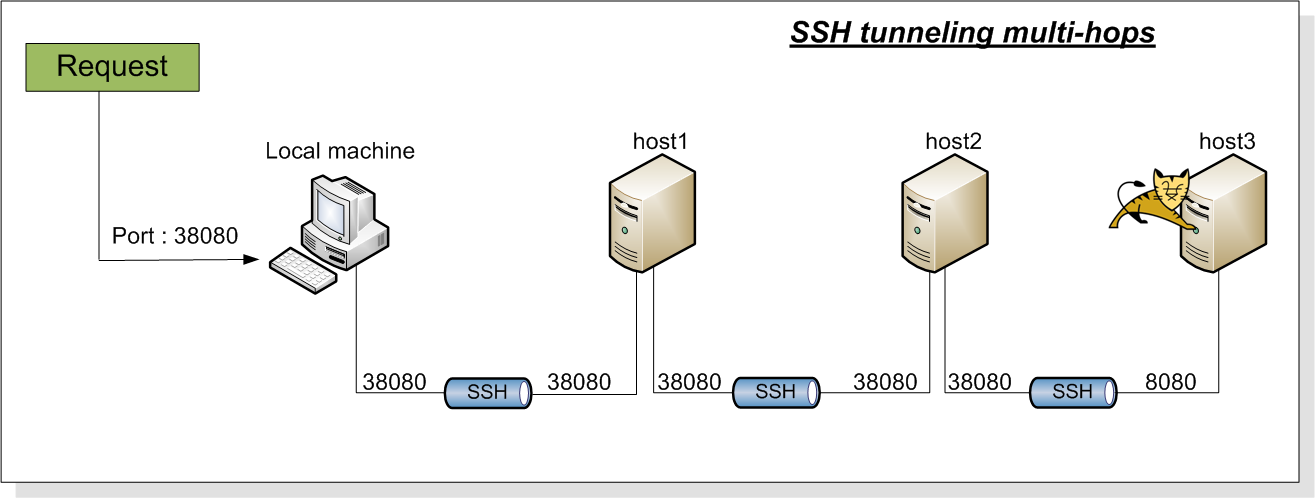 SSH tunneling multi-hops
Request
host1
host2
host3
Local machine
Port : 38080
38080
SSH
38080
38080
SSH
38080
38080
SSH
8080